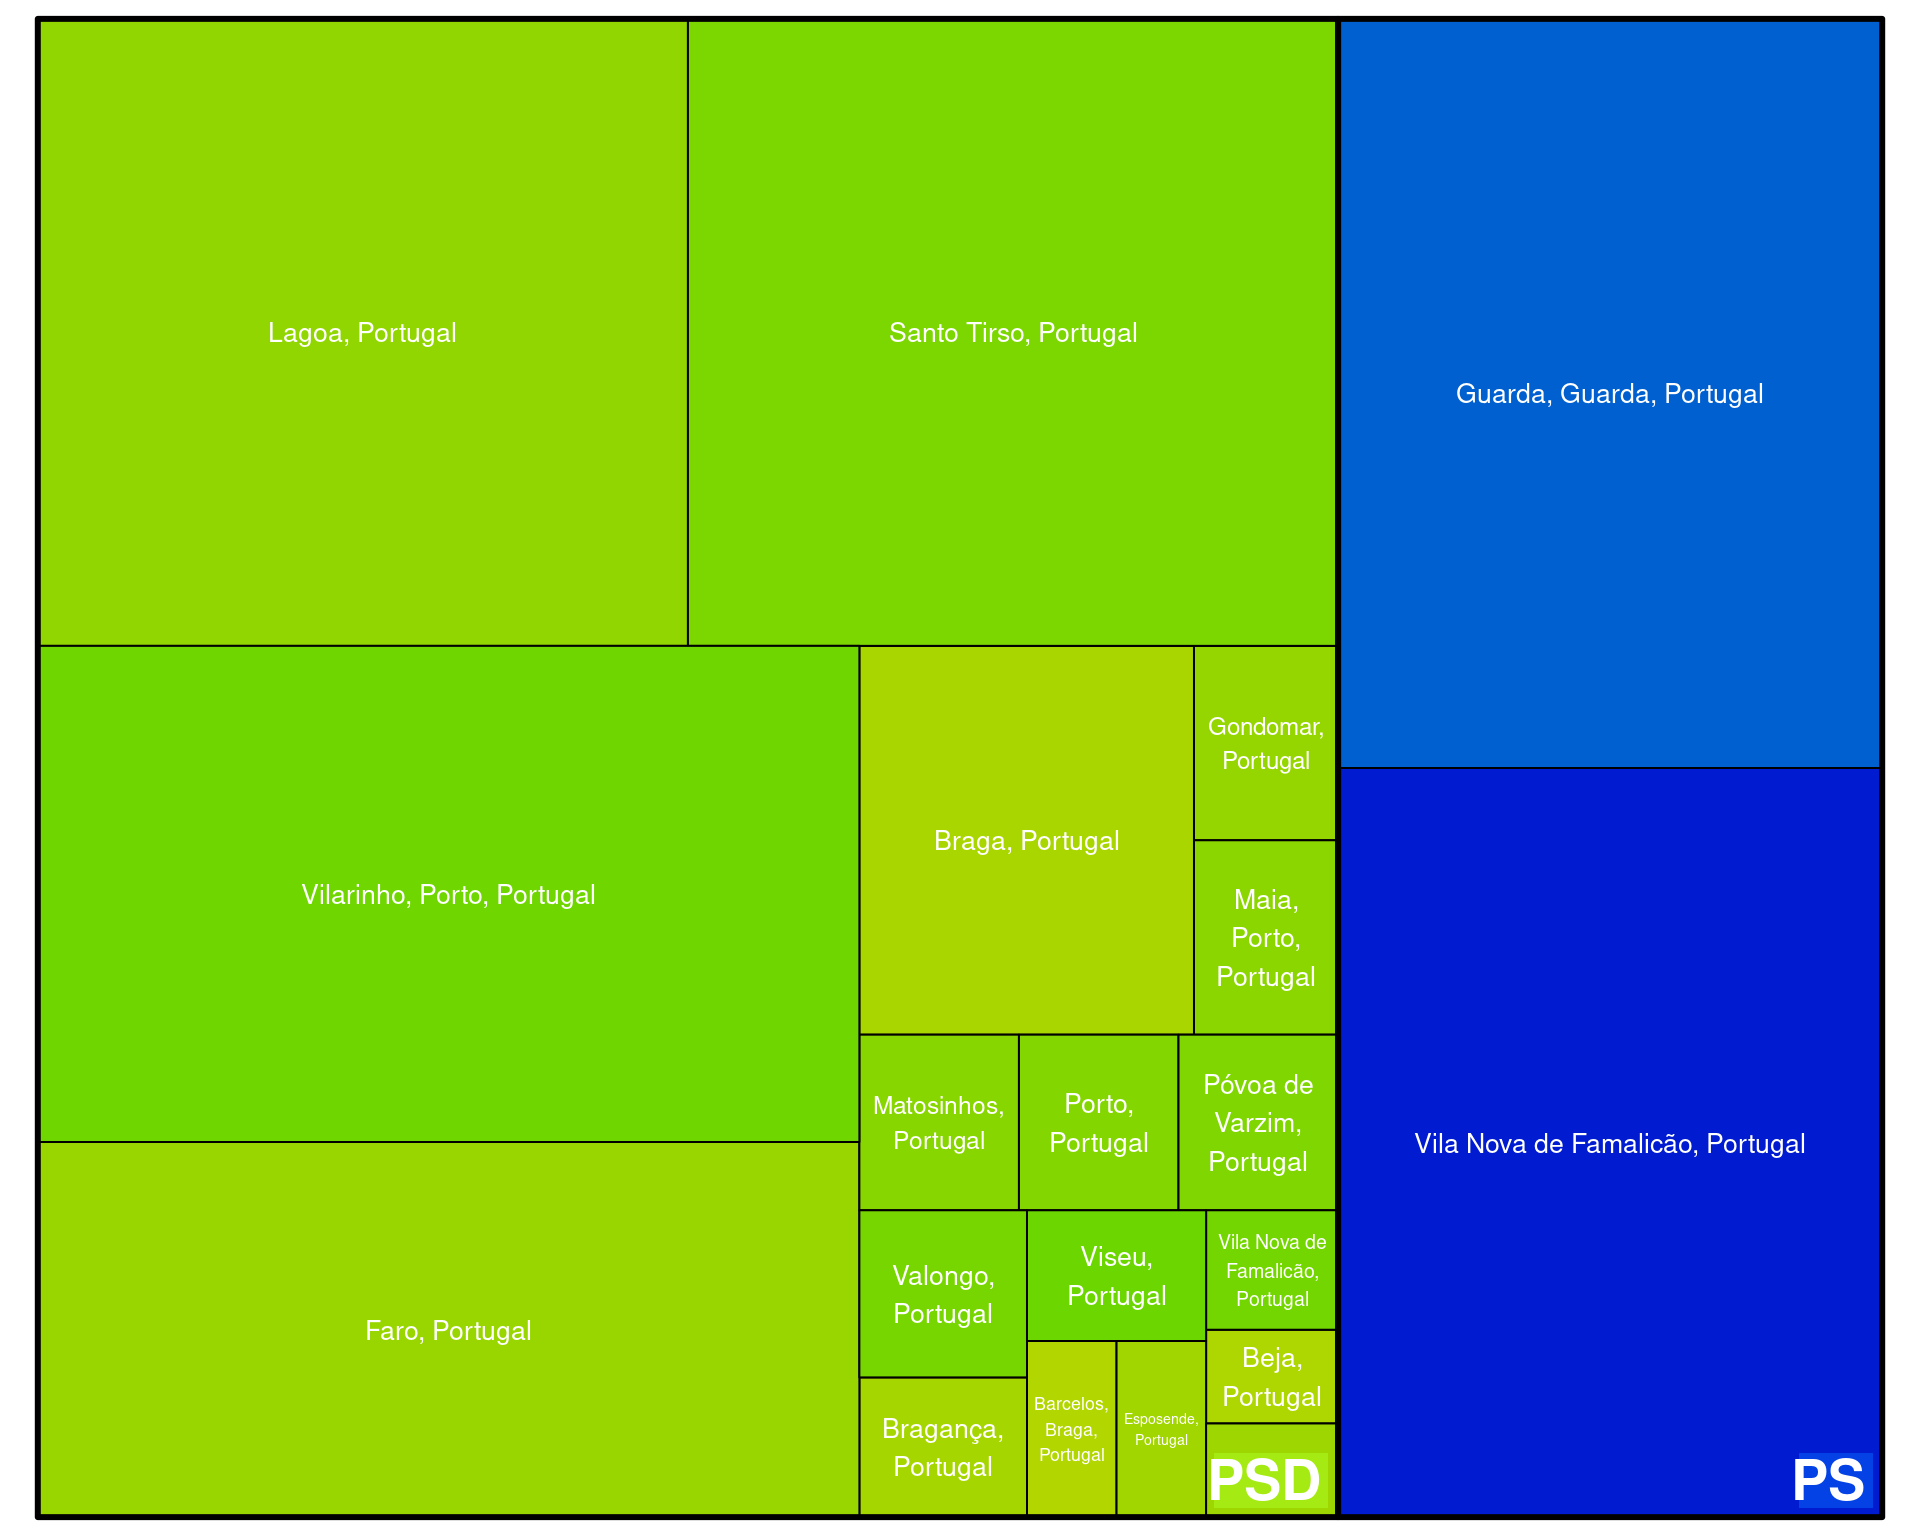 Lagoa, Portugal
Santo Tirso, Portugal
Guarda, Guarda, Portugal
Vilarinho, Porto, Portugal
Braga, Portugal
Gondomar,
Portugal
Maia,
Porto,
Portugal
Matosinhos,
Portugal
Porto,
Portugal
Póvoa de
Varzim,
Portugal
Vila Nova de Famalicão, Portugal
Faro, Portugal
Valongo,
Portugal
Viseu,
Portugal
Vila Nova de
Famalicão,
Portugal
Bragança,
Portugal
Barcelos,
Braga,
Portugal
Esposende,
Portugal
Beja,
Portugal
PSD
PS